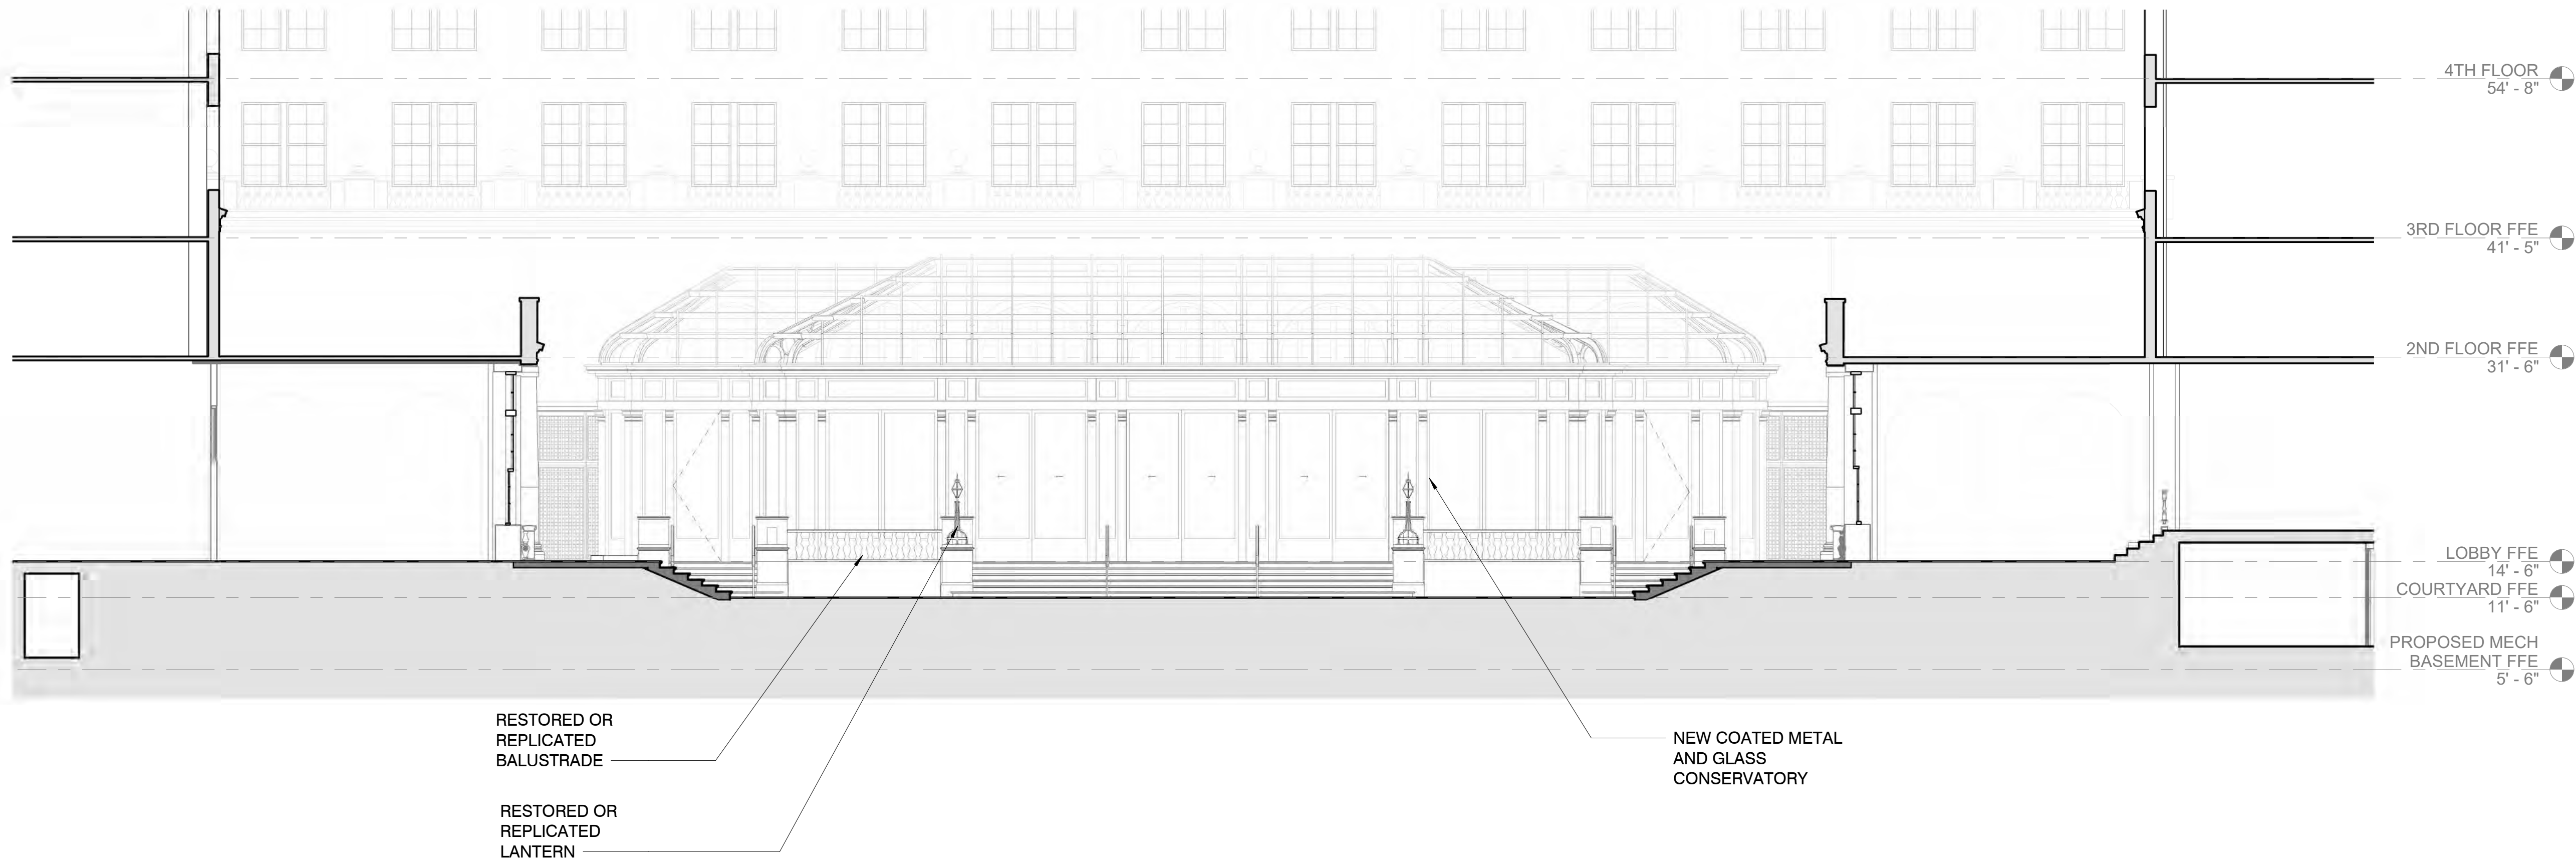 4TH FLOOR
54' - 8"
3RD FLOOR FFE
41' - 5"
2ND FLOOR FFE
31' - 6"
LOBBY FFE
14' - 6"
COURTYARD FFE
11' - 6"
PROPOSED MECH
BASEMENT FFE
5' - 6"
RESTORED OR
REPLICATED
BALUSTRADE
RESTORED OR
REPLICATED
LANTERN
NEW COATED METAL
AND GLASS
CONSERVATORY